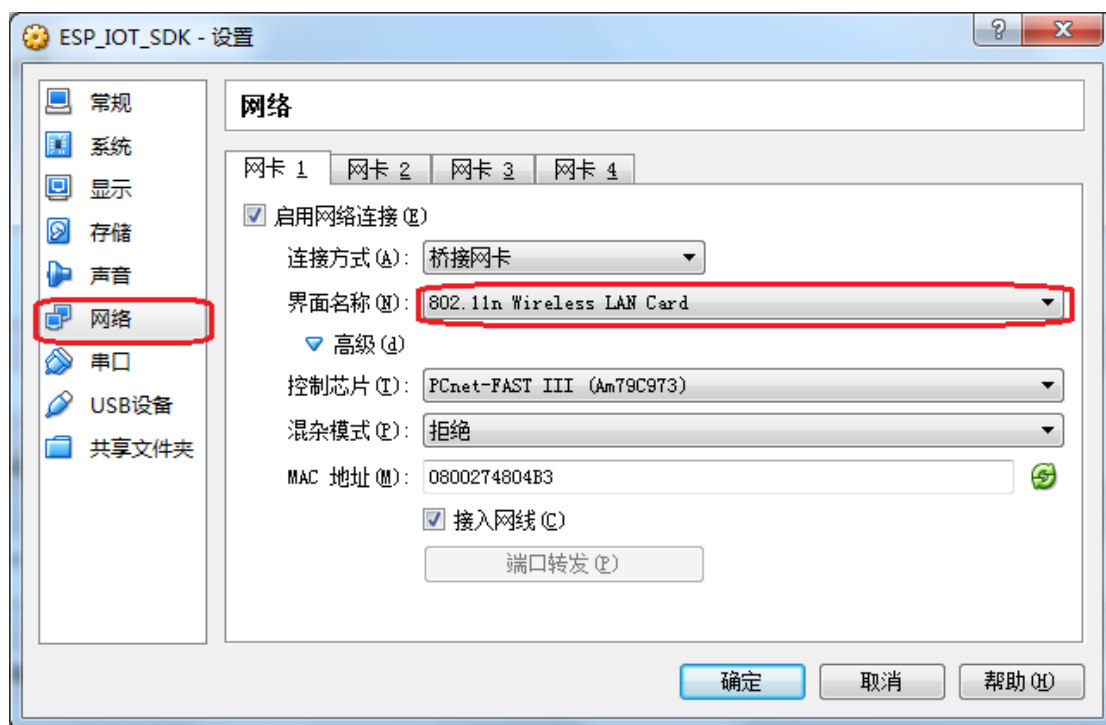 ESP_IOT_SDK - 设置
常规
系统
显示
存储
声音
网络
串口
USB设备
共享文件夹
网络
网卡 1
网卡 2
网卡 3
网卡 4
启用网络连接(E)
连接方式(A): 桥接网卡
界面名称(N): 802.11n Wireless LAN Card
高级(d)
控制芯片(T): PCnet-FAST III (Am79C973)
混杂模式(P): 拒绝
MAC 地址(M): 0800274804B3
接入网线(C)
端口转发(P)
确定
取消
帮助(H)